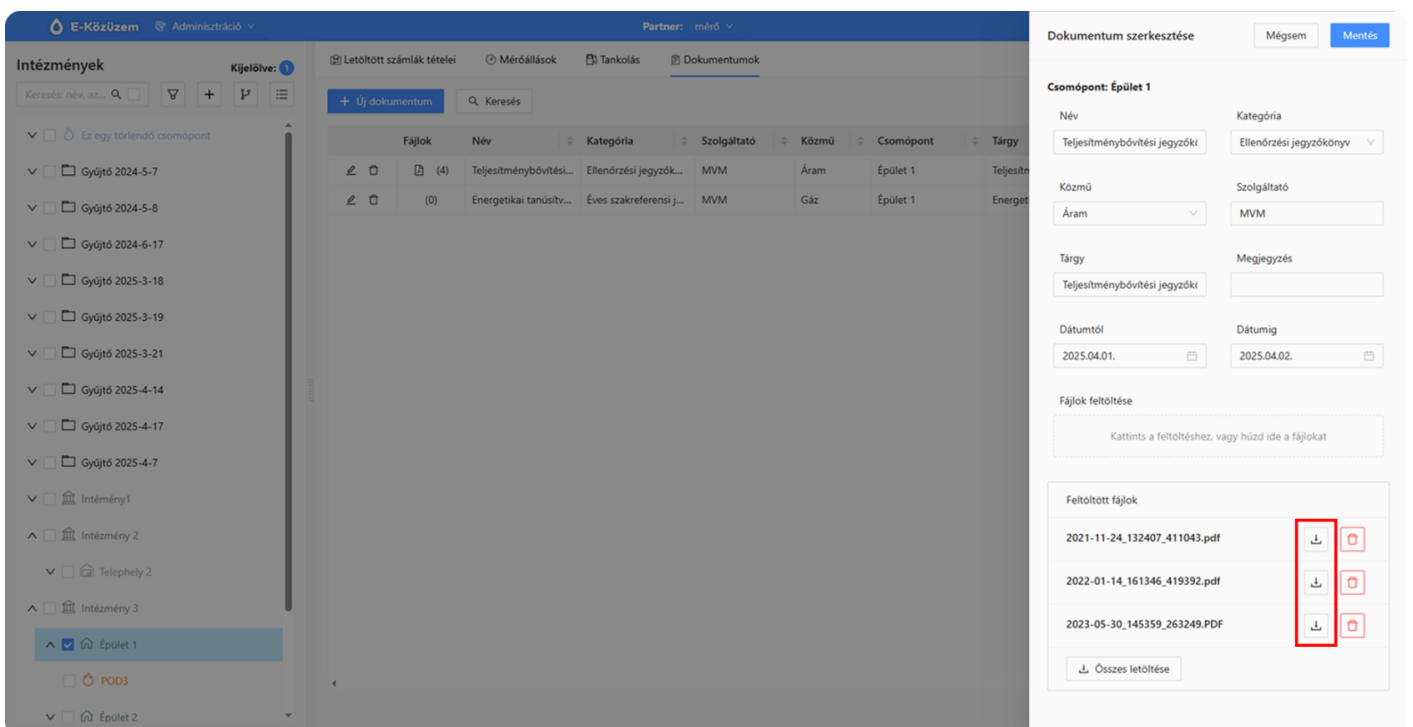 E-Közüzem Adminisztráció Partner: mérő
Intézmények Kijelölve: 1
Keresés: név, az...
Ez egy törlendő csomópont
Gyűjtő 2024-5-7
Gyűjtő 2024-5-8
Gyűjtő 2024-6-17
Gyűjtő 2025-3-18
Gyűjtő 2025-3-19
Gyűjtő 2025-3-21
Gyűjtő 2025-4-14
Gyűjtő 2025-4-17
Gyűjtő 2025-4-7
Intémény1
Intézmény 2
Telephely 2
Intézmény 3
Épület 1
POD3
Épület 2
Letöltött számlák tételei Mérőállások Tankolás Dokumentumok
+ Új dokumentum Keresés
Fájlok Név Kategória Szolgáltató Közmű Csomópont Tárgy
(4) Teljesítménybővítési... Ellenőrzési jegyzők... MVM Áram Épület 1 Teljesítm
(0) Energetikai tanúsítv... Éves szakreferensi j... MVM Gáz Épület 1 Energet
Dokumentum szerkesztése Mégsem Mentés
Csomópont: Épület 1
Név Kategória
Teljesítménybővítési jegyzőkö Ellenőrzési jegyzőkönyv
Közmű Szolgáltató
Áram MVM
Tárgy Megjegyzés
Teljesítménybővítési jegyzőkö
Dátumtól Dátumig
2025.04.01. 2025.04.02.
Fájlok feltöltése
Kattints a feltöltéshez, vagy húzd ide a fájlokat
Feltöltött fájlok
2021-11-24_132407_411043.pdf
2022-01-14_161346_419392.pdf
2023-05-30_145359_263249.PDF
Összes letöltése